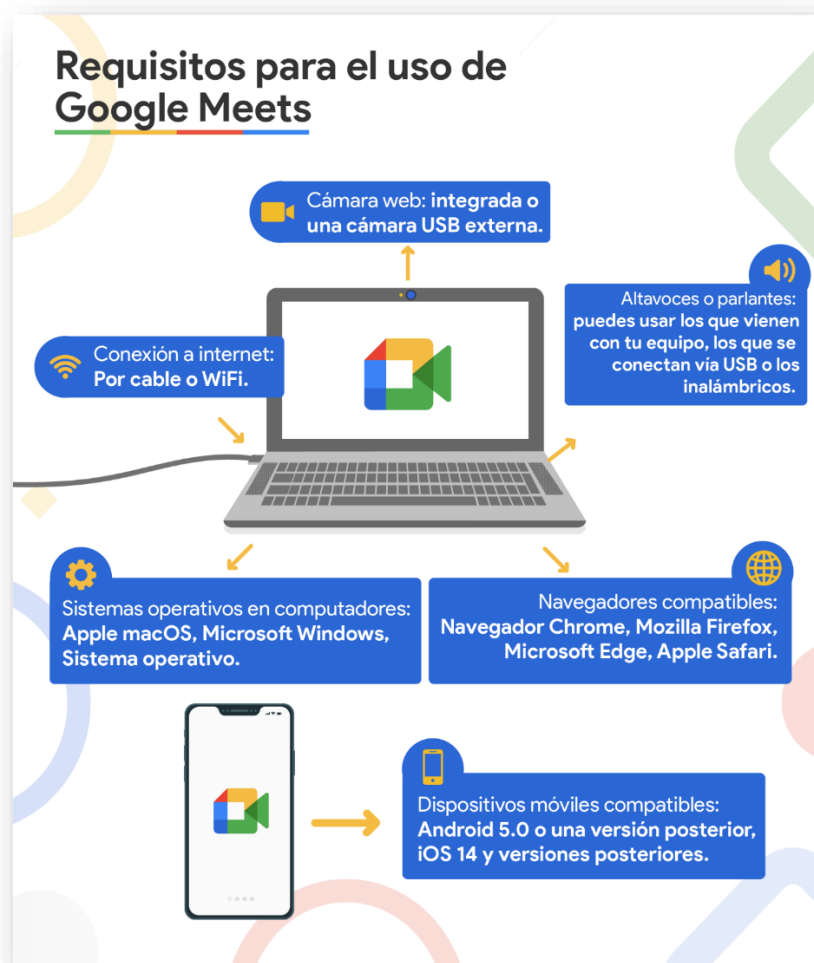 Requisitos para el uso de
Google Meets
Cámara web: integrada o
una cámara USB externa.
Altavoces o parlantes:
puedes usar los que vienen
con tu equipo, los que se
conectan vía USB o los
inalámbricos.
Conexión a internet:
Por cable o WiFi.
Sistemas operativos en computadores:
Apple macOS, Microsoft Windows,
Sistema operativo.
Navegadores compatibles:
Navegador Chrome, Mozilla Firefox,
Microsoft Edge, Apple Safari.
Dispositivos móviles compatibles:
Android 5.0 o una versión posterior,
iOS 14 y versiones posteriores.